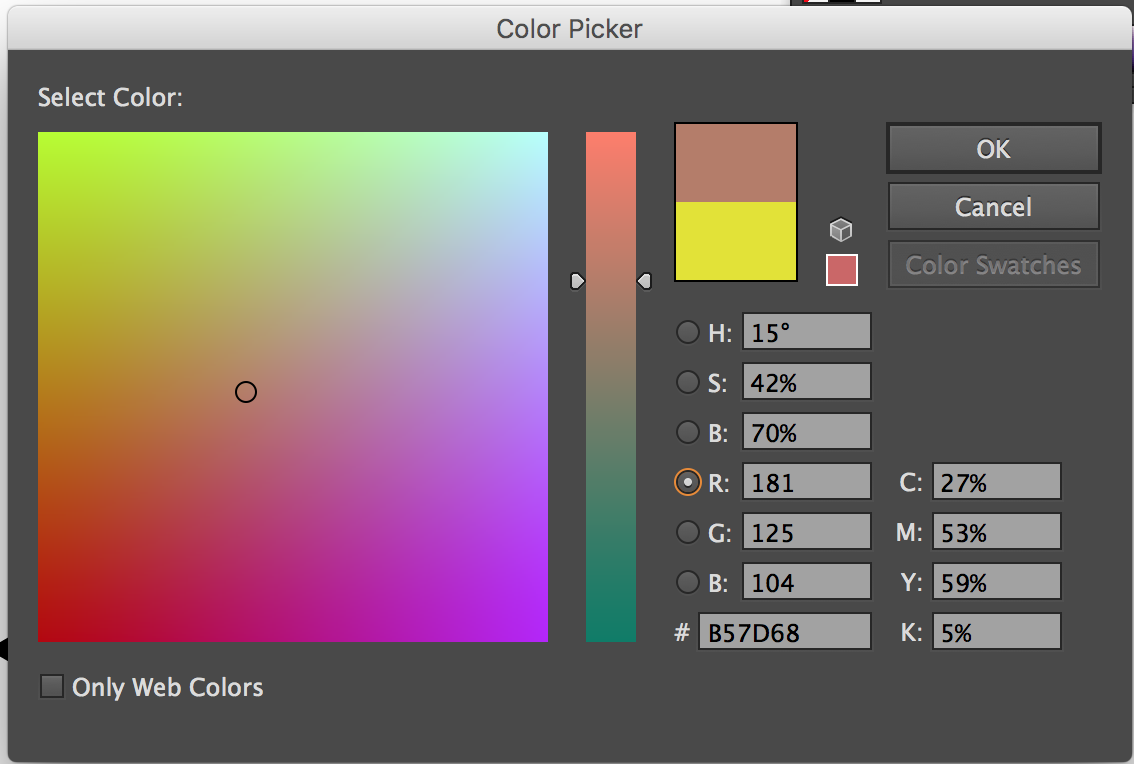 Color Picker
Select Color:
OK
Cancel
Color Swatches
H: 15°
S: 42%
B: 70%
R: 181 C: 27%
G: 125 M: 53%
B: 104 Y: 59%
# B57D68 K: 5%
Only Web Colors